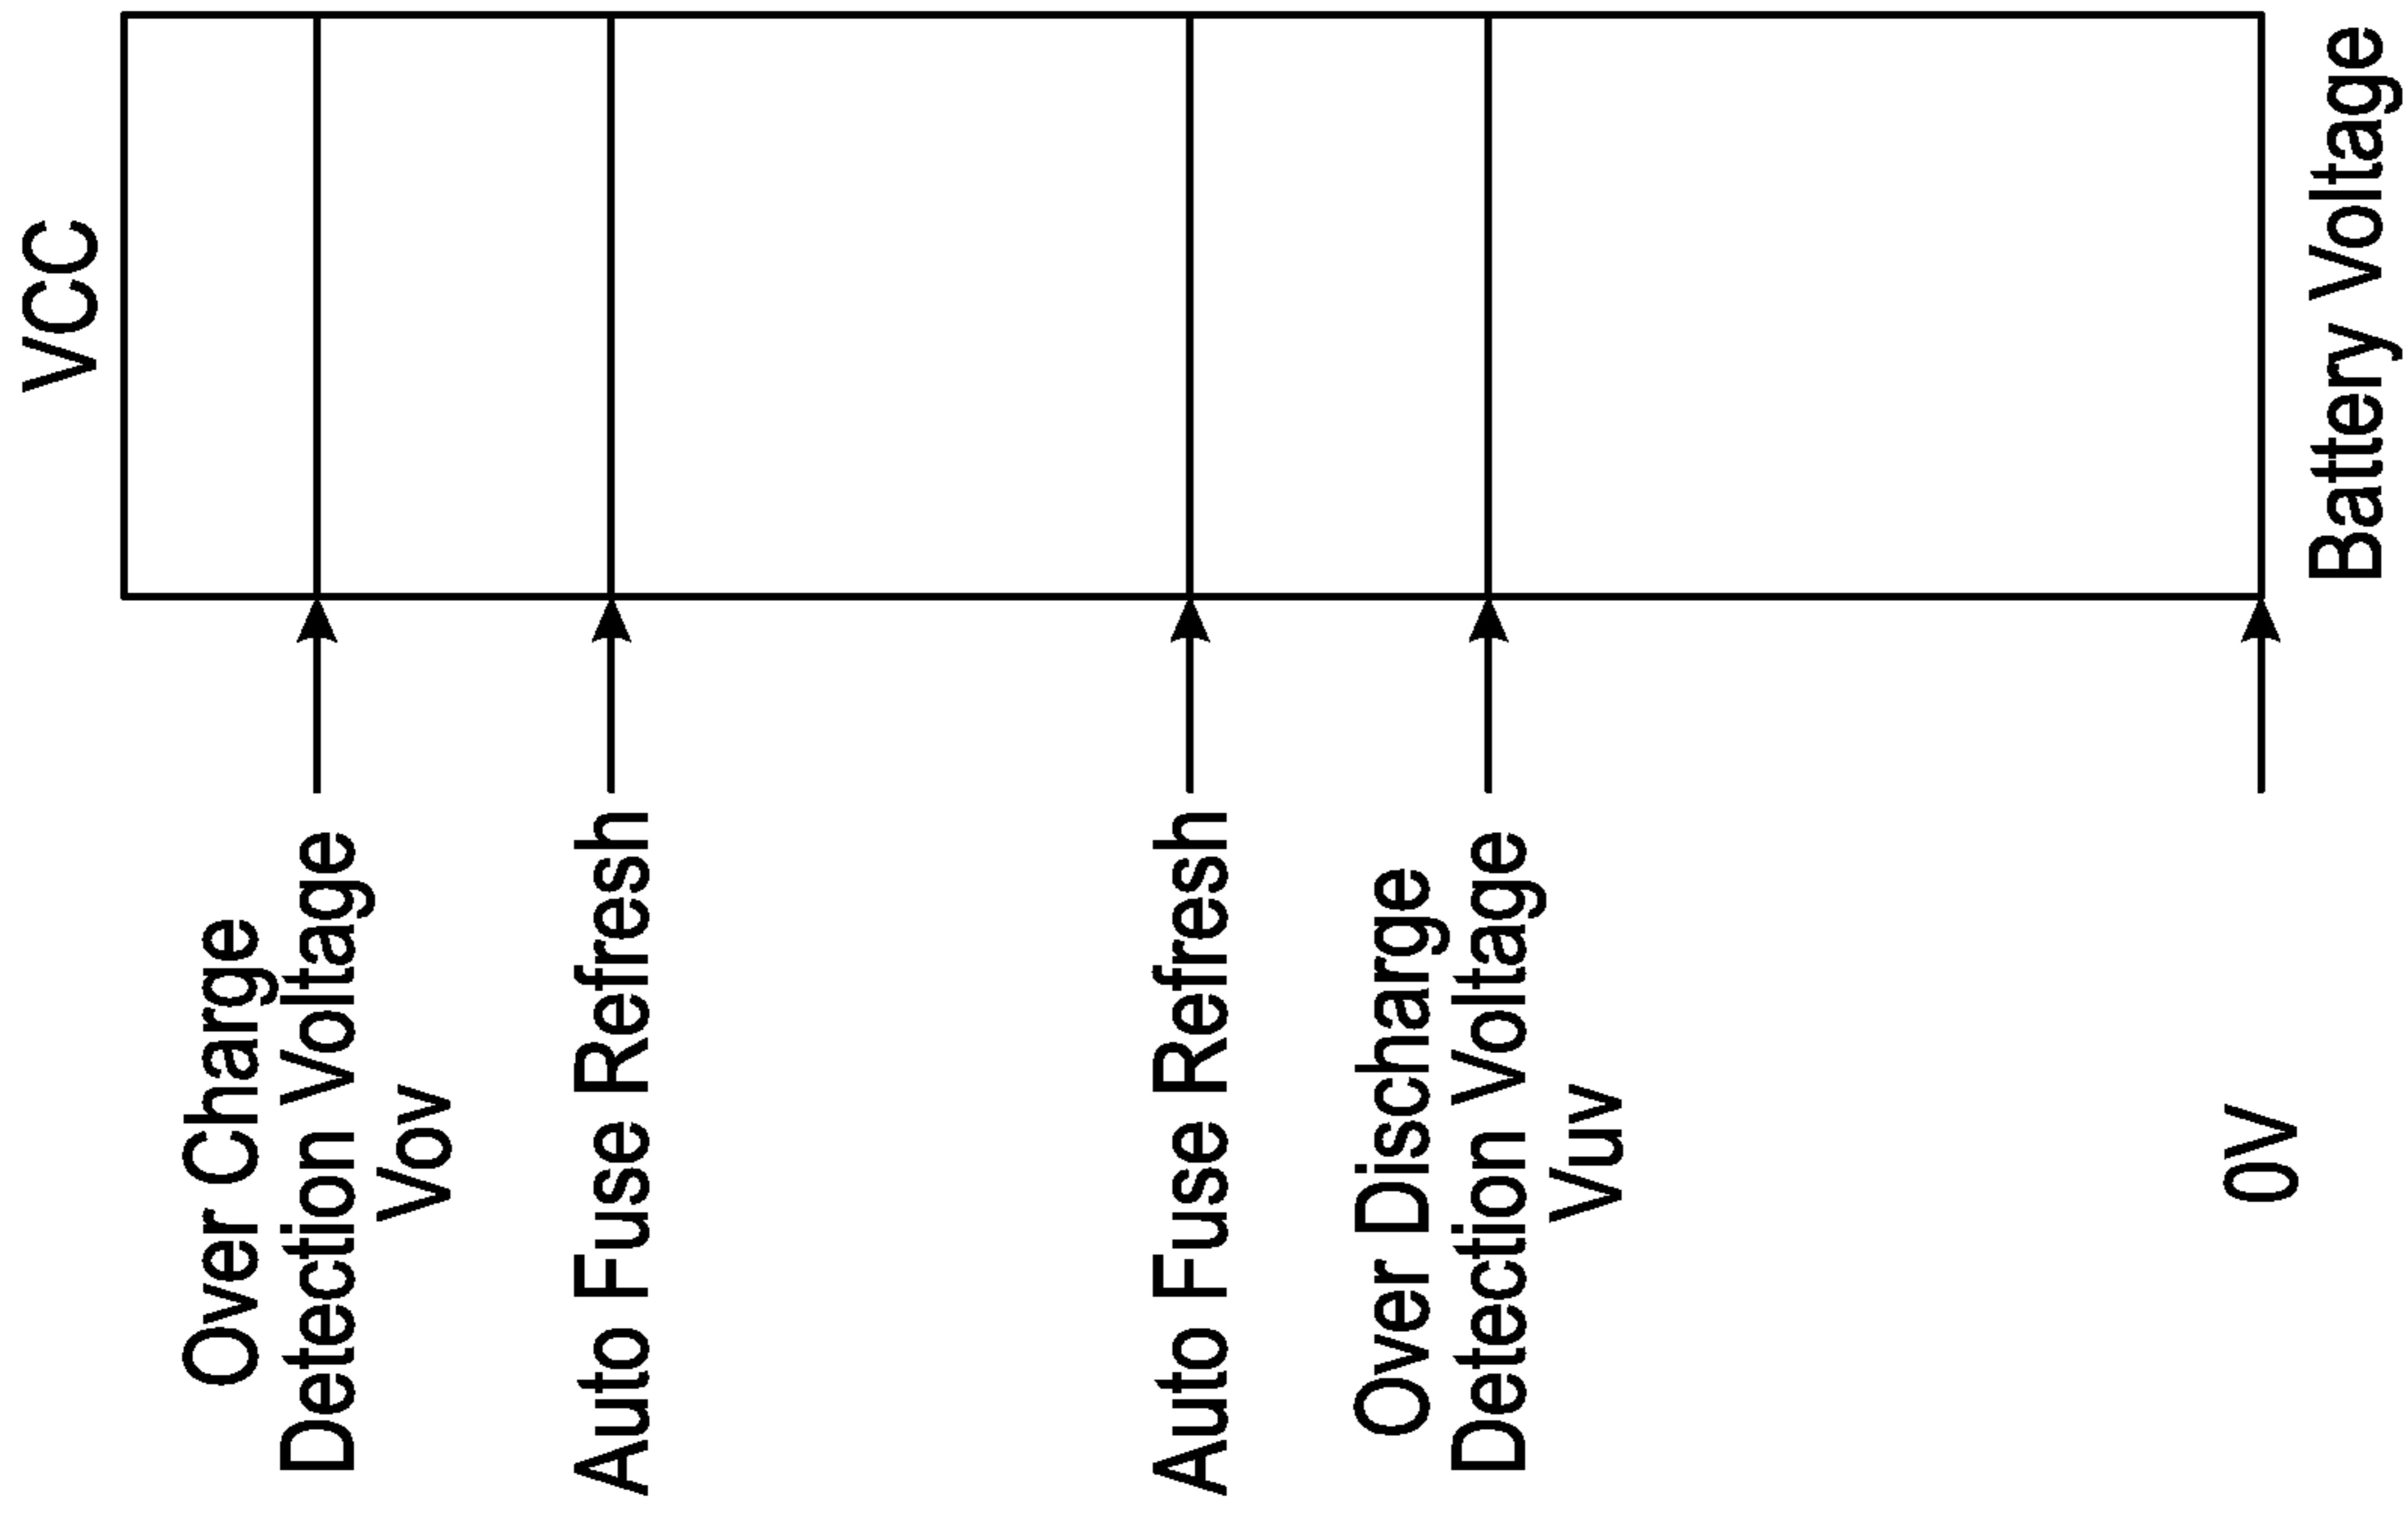 VCC
Over Charge
Detection Voltage
Vov
Auto Fuse Refresh
Auto Fuse Refresh
Over Discharge
Detection Voltage
Vuv
0V
Battery Voltage